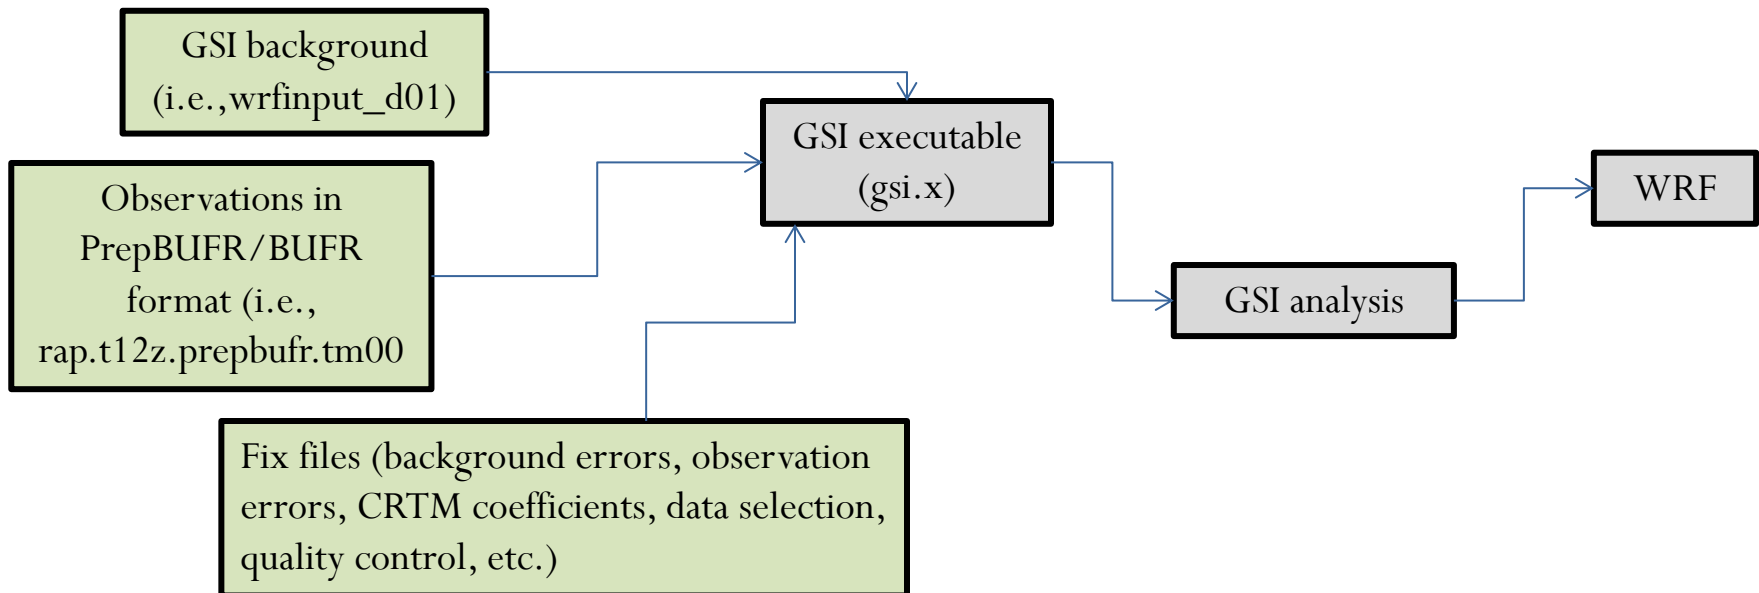 GSI background
(i.e.,wrfinput_d01)
Observations in
PrepBUFR/BUFR
format (i.e.,
rap.t12z.prepbufr.tm00
Fix files (background errors, observation
errors, CRTM coefficients, data selection,
quality control, etc.)
GSI executable
(gsi.x)
GSI analysis
WRF